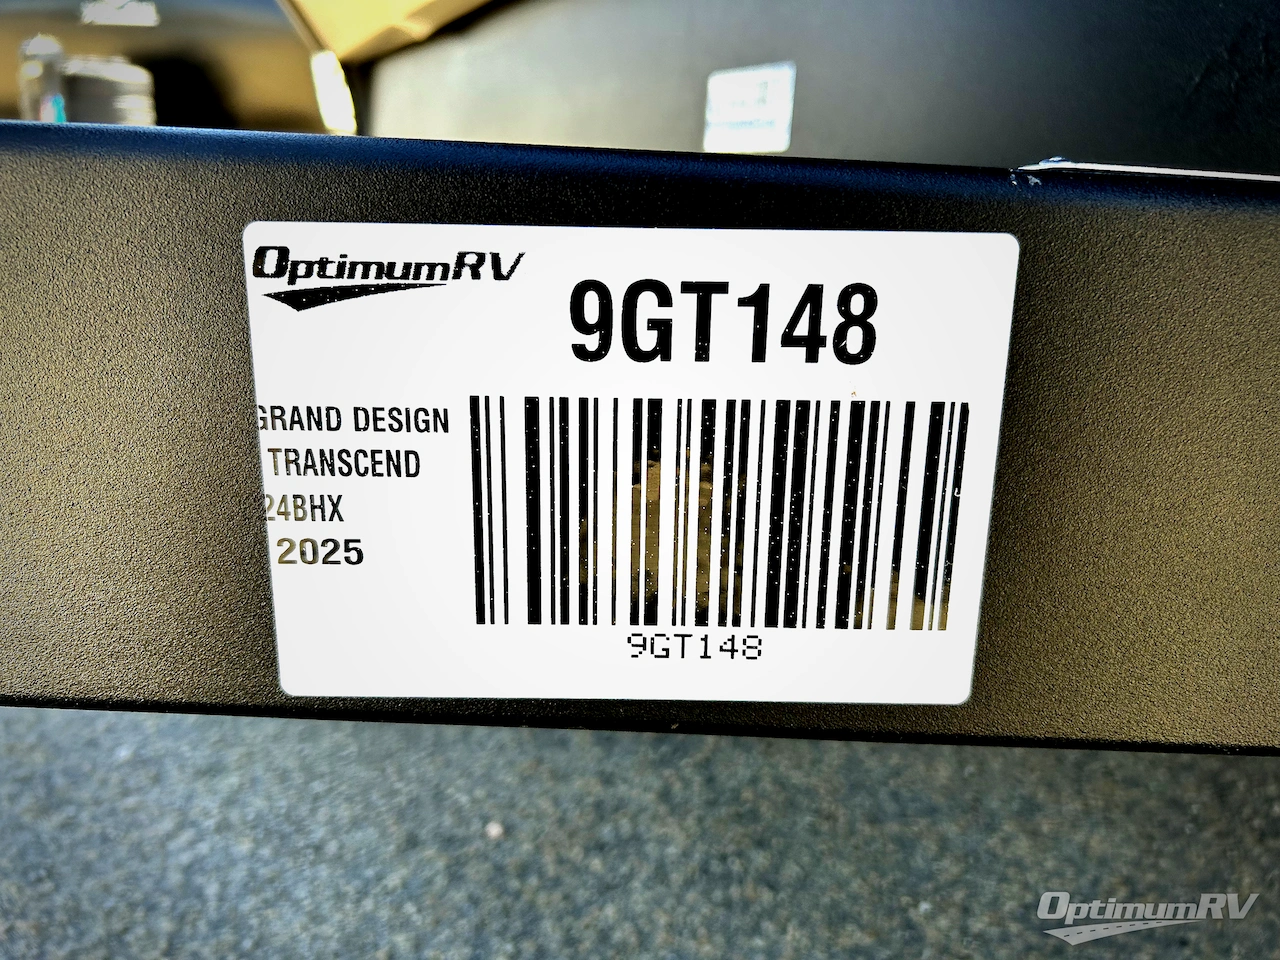 OptimumRV
9GT148
GRAND DESIGN
TRANSCEND
24BHX
2025
9GT148
OptimumRV